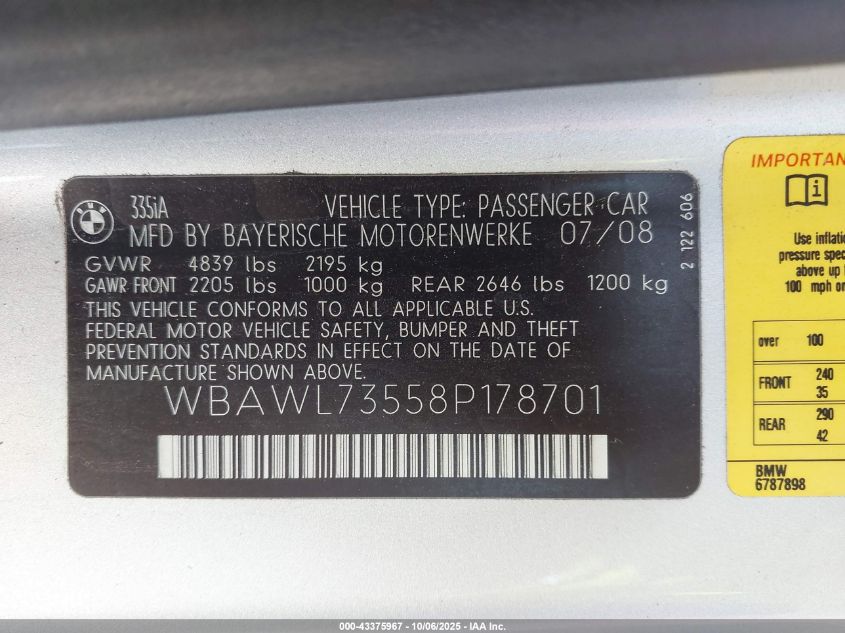 BMW
335iA VEHICLE TYPE: PASSENGER CAR
MFD BY BAYERISCHE MOTORENWERKE 07/08
GVWR 4839 lbs 2195 kg
GAWR FRONT 2205 lbs 1000 kg REAR 2646 lbs 1200 kg
THIS VEHICLE CONFORMS TO ALL APPLICABLE U.S.
FEDERAL MOTOR VEHICLE SAFETY, BUMPER AND THEFT
PREVENTION STANDARDS IN EFFECT ON THE DATE OF
MANUFACTURE SHOWN ABOVE.
WBAWL73558P178701
2 122 606
IMPORTAN
i
Use inflati
pressure spec
above up
100 mph or
over 100
FRONT 240
35
REAR 290
42
BMW
6787898
000-43375967 - 10/06/2025 - IAA Inc.